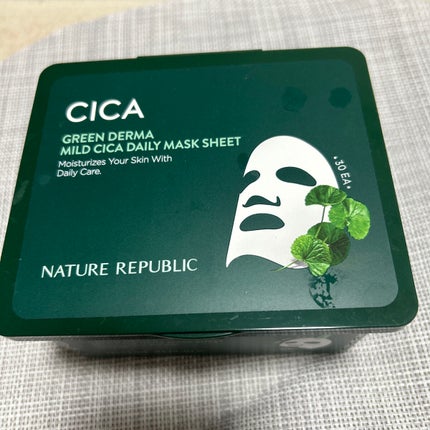 CICA
GREEN DERMA
MILD CICA DAILY MASK SHEET
Moisturizes Your Skin With
Daily Care.
• 30 EA •
NATURE REPUBLIC